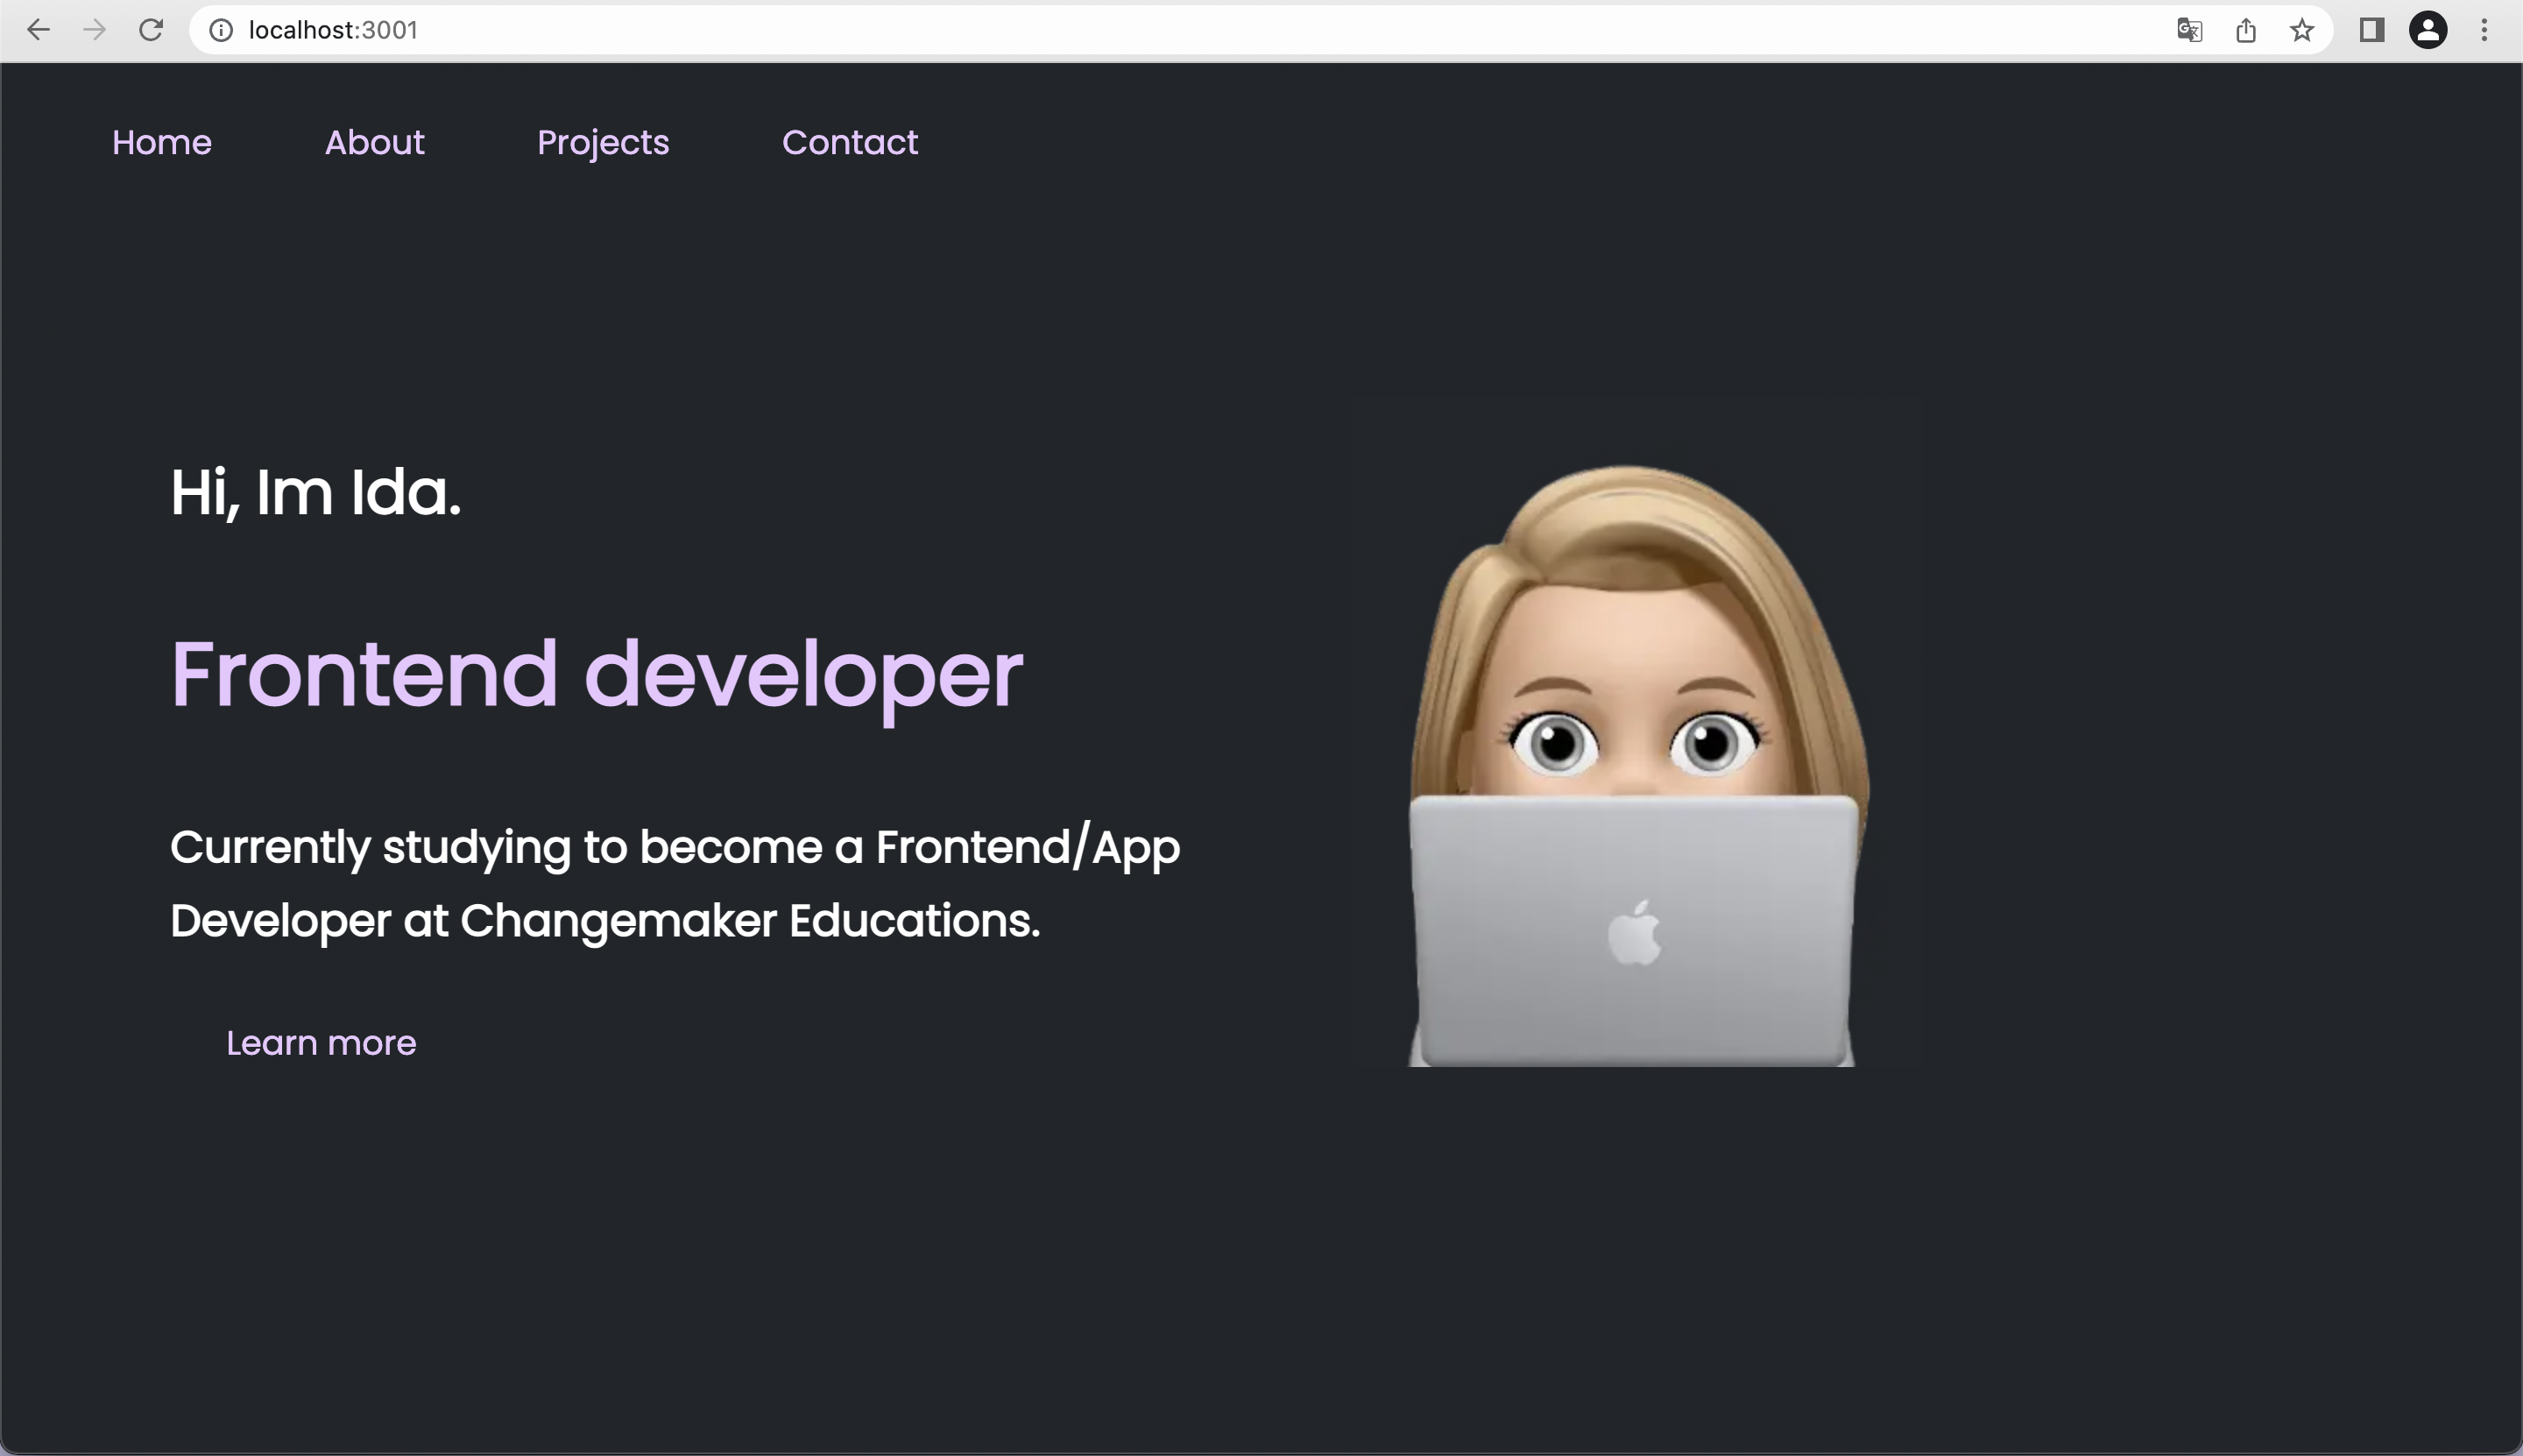 localhost:3001
Home About Projects Contact
Hi, Im Ida.
Frontend developer
Currently studying to become a Frontend/App
Developer at Changemaker Educations.
Learn more